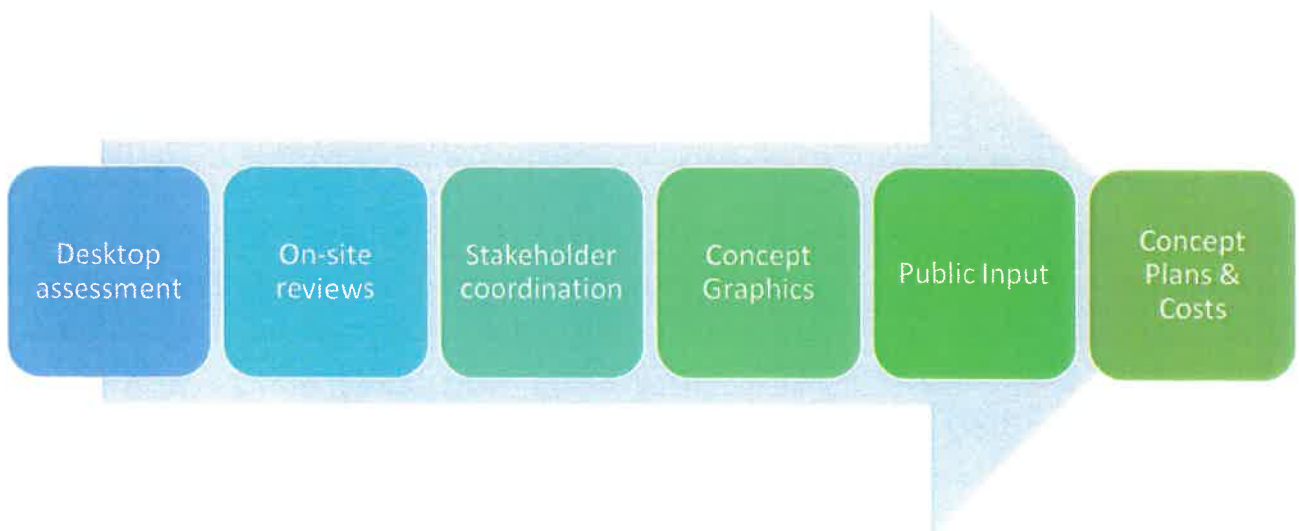 Desktop
assessment
On-site
reviews
Stakeholder
coordination
Concept
Graphics
Public Input
Concept
Plans &
Costs